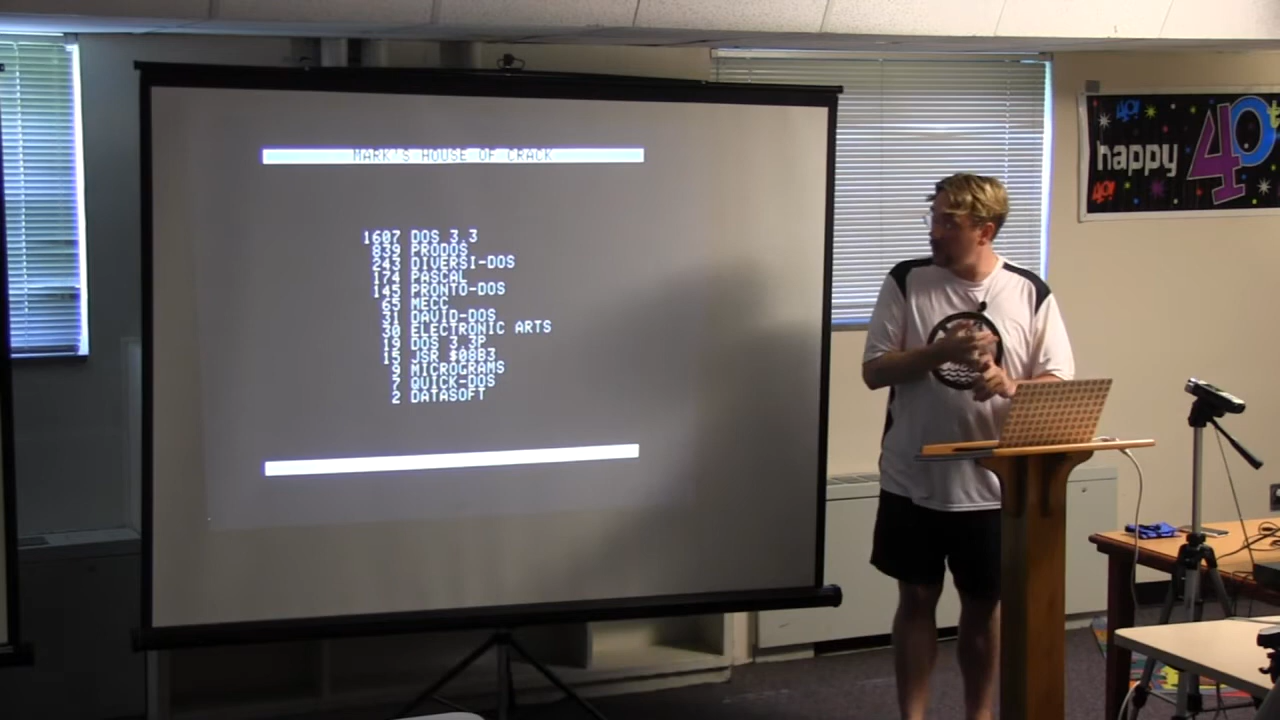 MARK'S HOUSE OF CRACK
1607 DOS 3.3
839 PRODOS
243 DIVERSI-DOS
174 PASCAL
145 PRONTO-DOS
65 MECC
31 DAVID-DOS
30 ELECTRONIC ARTS
19 DOS 3.3P
15 JSR $08B3
9 MICROGRAMS
7 QUICK-DOS
2 DATASOFT
40!
happy 40th
40!